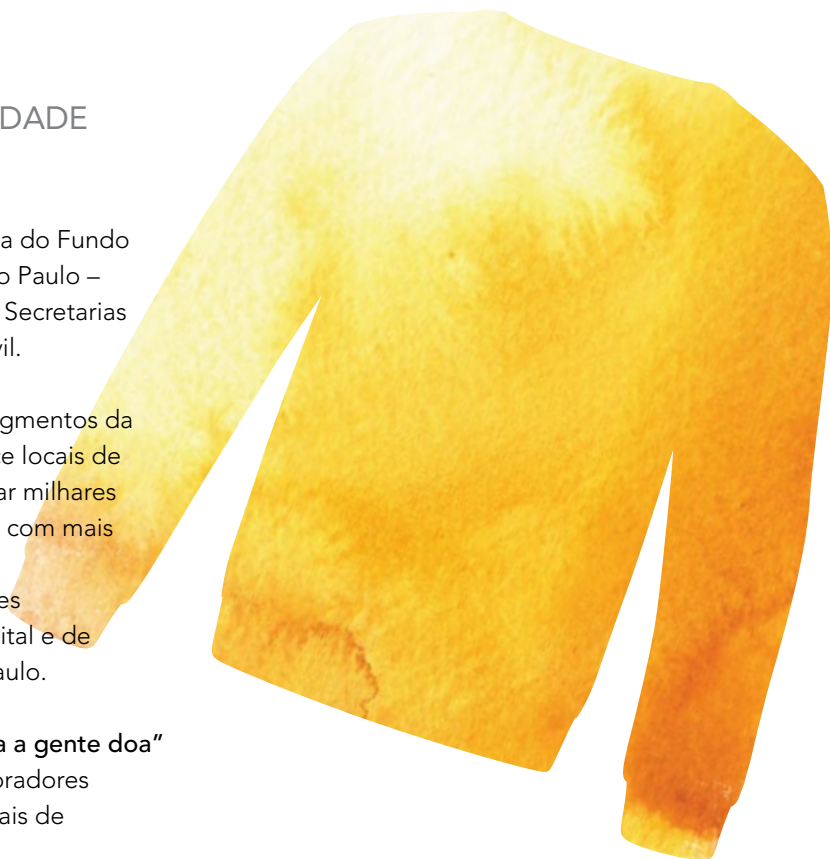 DADE
a do Fundo
o Paulo –
Secretarias
vil.
gmentos da
e locais de
ar milhares
com mais
es
ital e de
aulo.
a a gente doa”
oradores
ais de